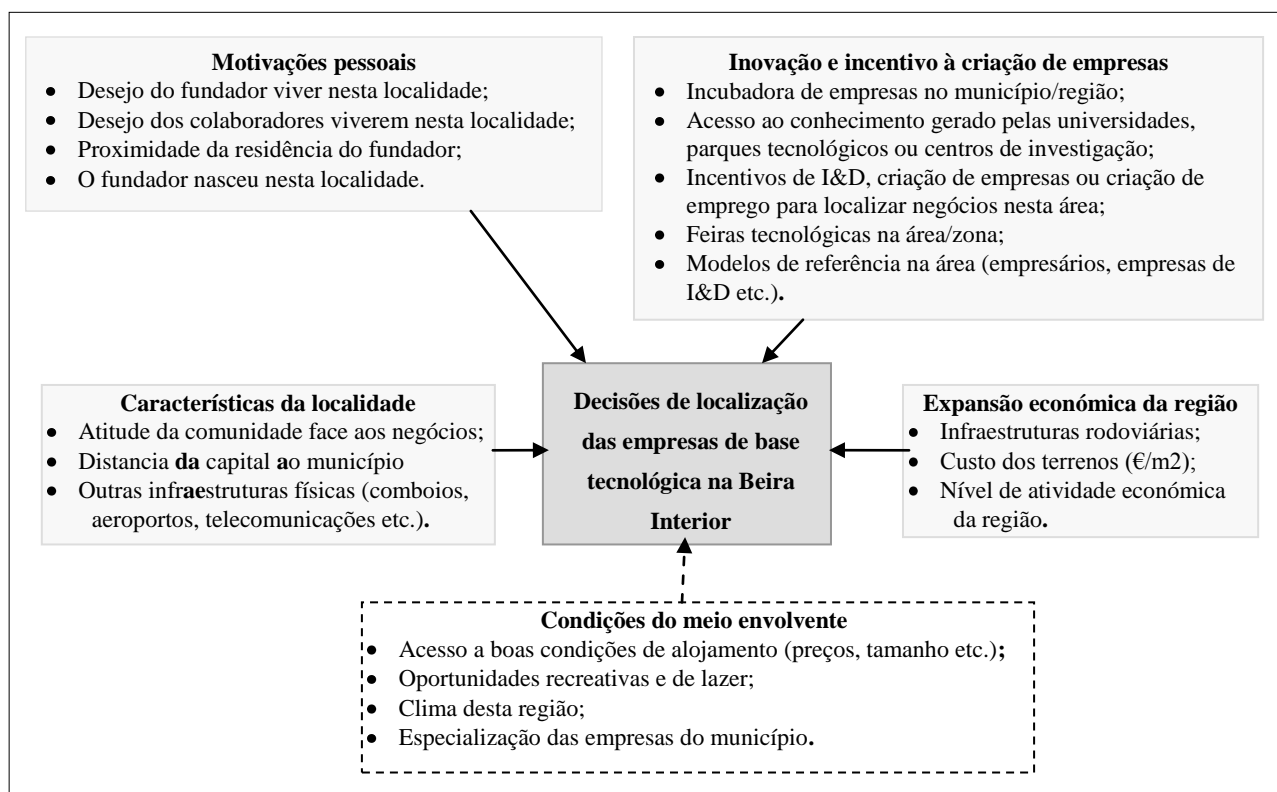 Motivações pessoais
• Desejo do fundador viver nesta localidade;
• Desejo dos colaboradores viverem nesta localidade;
• Proximidade da residência do fundador;
• O fundador nasceu nesta localidade.
Inovação e incentivo à criação de empresas
• Incubadora de empresas no município/região;
• Acesso ao conhecimento gerado pelas universidades,
parques tecnológicos ou centros de investigação;
• Incentivos de I&D, criação de empresas ou criação de
emprego para localizar negócios nesta área;
• Feiras tecnológicas na área/zona;
• Modelos de referência na área (empresários, empresas de
I&D etc.).
Características da localidade
• Atitude da comunidade face aos negócios;
• Distancia da capital ao município
• Outras infraestruturas físicas (comboios,
aeroportos, telecomunicações etc.).
Decisões de localização
das empresas de base
tecnológica na Beira
Interior
Expansão económica da região
• Infraestruturas rodoviárias;
• Custo dos terrenos (€/m2);
• Nível de atividade económica
da região.
Condições do meio envolvente
• Acesso a boas condições de alojamento (preços, tamanho etc.);
• Oportunidades recreativas e de lazer;
• Clima desta região;
• Especialização das empresas do município.